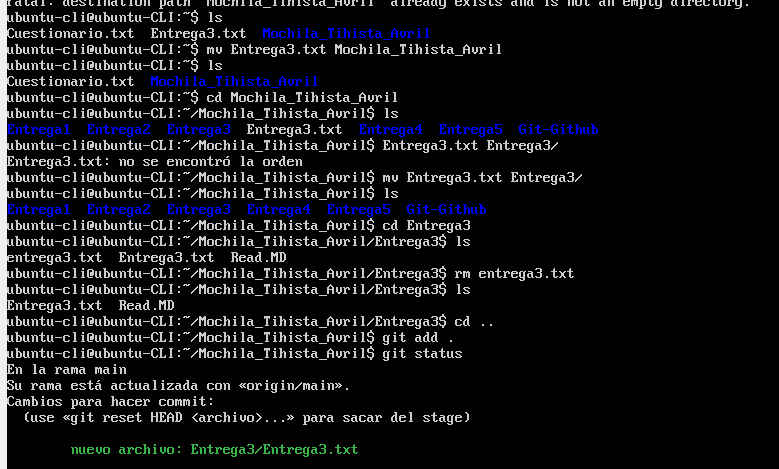 fatal: destination path 'Mochila_Tihista_Avril' already exists and is not an empty directory.
ubuntu-cli@ubuntu-CLI:~$ ls
Cuestionario.txt  Entrega3.txt  Mochila_Tihista_Avril
ubuntu-cli@ubuntu-CLI:~$ mv Entrega3.txt Mochila_Tihista_Avril
ubuntu-cli@ubuntu-CLI:~$ ls
Cuestionario.txt  Mochila_Tihista_Avril
ubuntu-cli@ubuntu-CLI:~$ cd Mochila_Tihista_Avril
ubuntu-cli@ubuntu-CLI:~/Mochila_Tihista_Avril$ ls
Entrega1  Entrega2  Entrega3  Entrega3.txt  Entrega4  Entrega5  Git-Github
ubuntu-cli@ubuntu-CLI:~/Mochila_Tihista_Avril$ Entrega3.txt Entrega3/
Entrega3.txt: no se encontró la orden
ubuntu-cli@ubuntu-CLI:~/Mochila_Tihista_Avril$ mv Entrega3.txt Entrega3/
ubuntu-cli@ubuntu-CLI:~/Mochila_Tihista_Avril$ ls
Entrega1  Entrega2  Entrega3  Entrega4  Entrega5  Git-Github
ubuntu-cli@ubuntu-CLI:~/Mochila_Tihista_Avril$ cd Entrega3
ubuntu-cli@ubuntu-CLI:~/Mochila_Tihista_Avril/Entrega3$ ls
entrega3.txt  Entrega3.txt  Read.MD
ubuntu-cli@ubuntu-CLI:~/Mochila_Tihista_Avril/Entrega3$ rm entrega3.txt
ubuntu-cli@ubuntu-CLI:~/Mochila_Tihista_Avril/Entrega3$ ls
Entrega3.txt  Read.MD
ubuntu-cli@ubuntu-CLI:~/Mochila_Tihista_Avril/Entrega3$ cd ..
ubuntu-cli@ubuntu-CLI:~/Mochila_Tihista_Avril$ git add .
ubuntu-cli@ubuntu-CLI:~/Mochila_Tihista_Avril$ git status
En la rama main
Su rama está actualizada con «origin/main».
Cambios para hacer commit:
  (use «git reset HEAD <archivo>...» para sacar del stage)
        nuevo archivo: Entrega3/Entrega3.txt